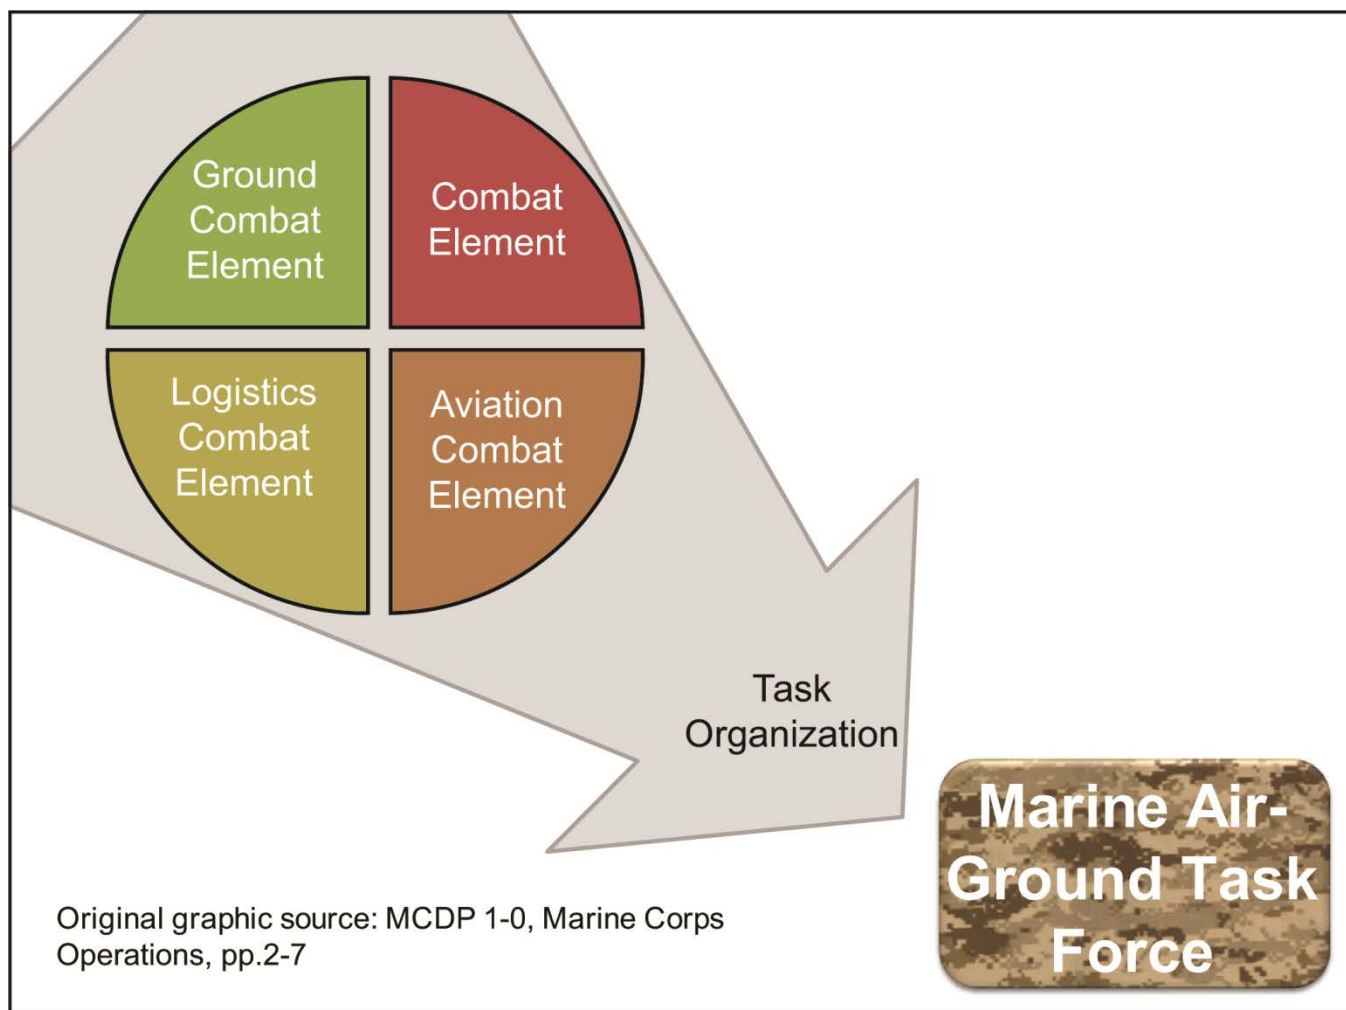 Ground
Combat
Element
Combat
Element
Logistics
Combat
Element
Aviation
Combat
Element
Task
Organization
Marine Air-
Ground Task
Force
Original graphic source: MCDP 1-0, Marine Corps
Operations, pp.2-7